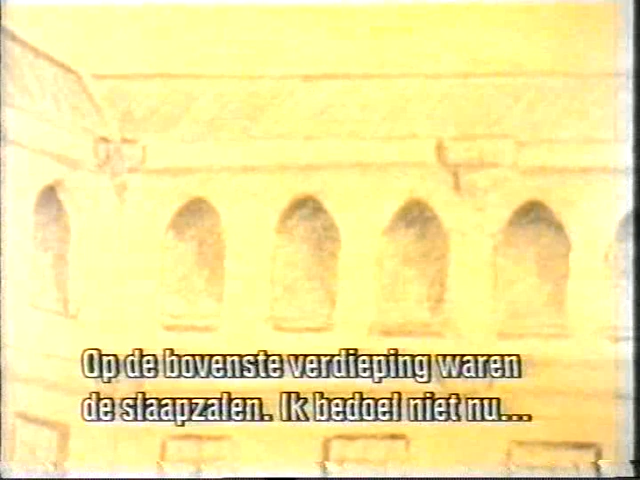 Op de bovenste verdieping waren
de slaapzalen. Ik bedoel niet nu...